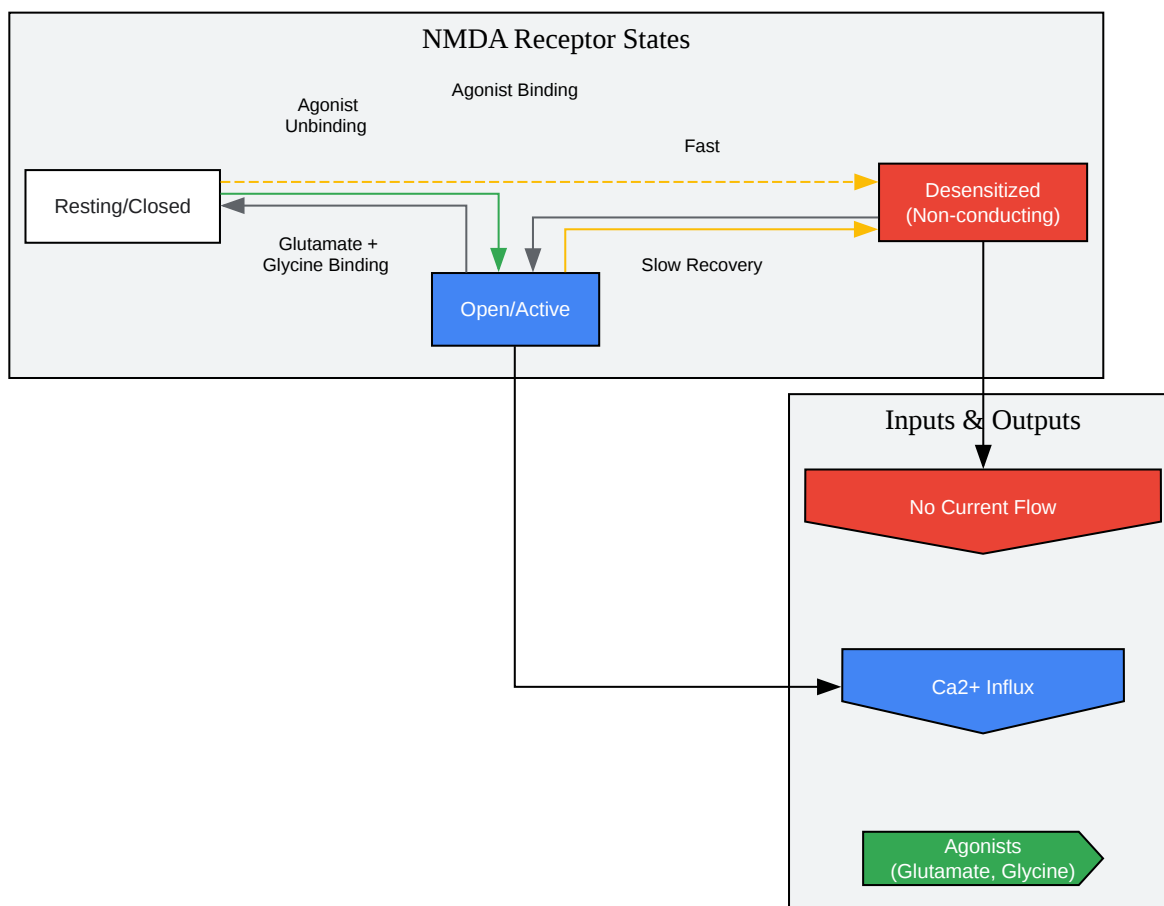 NMDA Receptor States
Agonist Binding
Agonist
Unbinding
Fast
Resting/Closed
Desensitized
(Non-conducting)
Glutamate +
Glycine Binding
Slow Recovery
Open/Active
Inputs & Outputs
No Current Flow
Ca2+ Influx
Agonists
(Glutamate, Glycine)